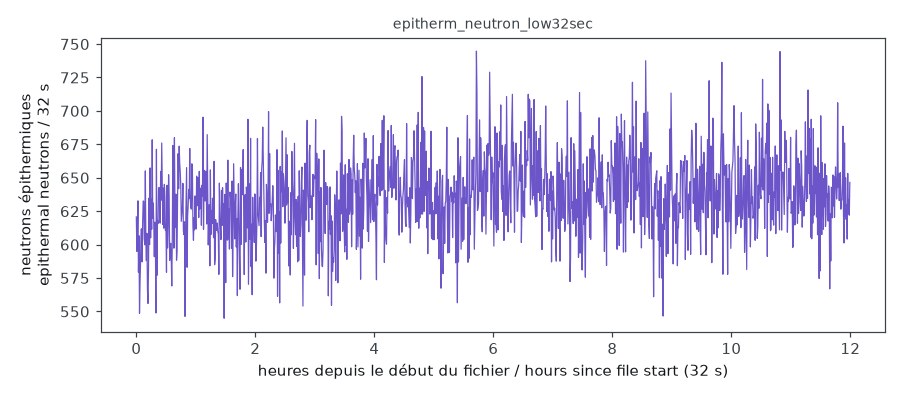 epitherm_neutron_low32sec
neutrons épithermiques
epithermal neutrons / 32 s
750
725
700
675
650
625
600
575
550
0 2 4 6 8 10 12
heures depuis le début du fichier / hours since file start (32 s)